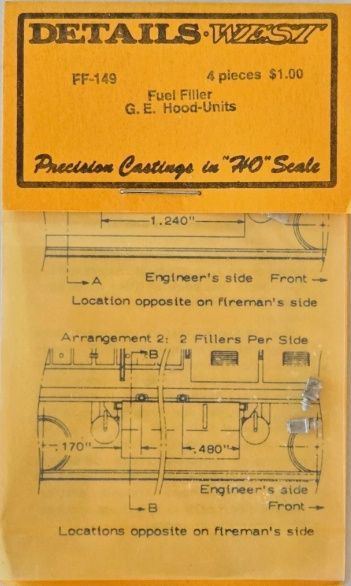 DETAILS·WEST
FF-149 4 pieces $1.00
Fuel Filler
G. E. Hood-Units
Precision Castings in "HO" Scale
1.240"
A
Engineer's side Front
Location opposite on fireman's side
Arrangement 2: 2 Fillers Per Side
B
.170" .480"
Engineer's side
B Front
Locations opposite on fireman's side